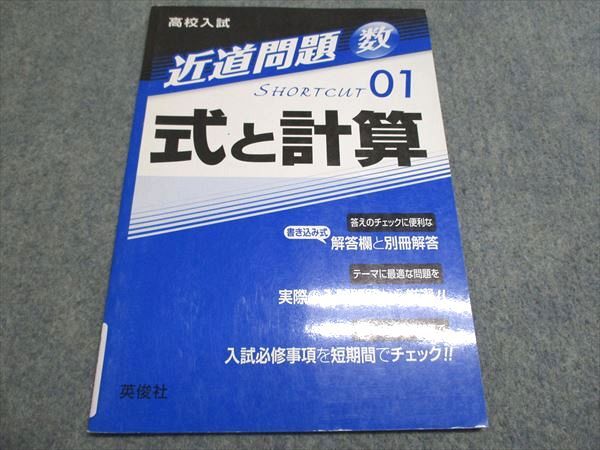 高校入試
近道問題 数
SHORTCUT 01
式と計算
答えのチェックに便利な
書き込み式 解答欄と別冊解答
テーマに最適な問題を
実際の
入試必修事項を短期間でチェック!!
英俊社